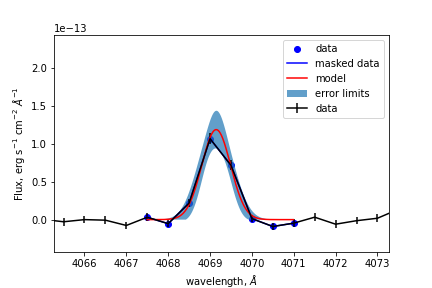 1e−13
data
masked data
model
error limits
data
2.0
1.5
1.0
0.5
0.0
Flux, erg s⁻¹ cm⁻² Å⁻¹
4066 4067 4068 4069 4070 4071 4072 4073
wavelength, Å